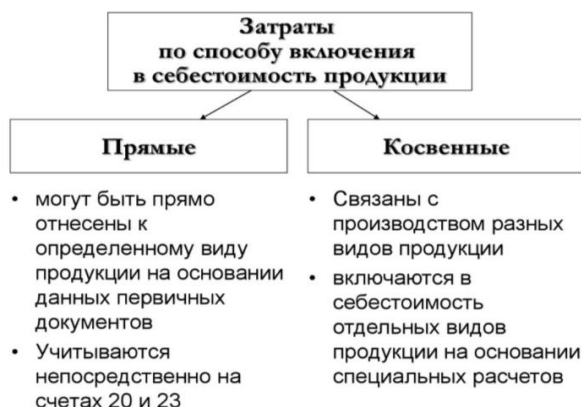 Затраты
по способу включения
в себестоимость продукции
Прямые
• могут быть прямо
отнесены к
определенному виду
продукции на основании
данных первичных
документов
• Учитываются
непосредственно на
счетах 20 и 23
Косвенные
• Связаны с
производством разных
видов продукции
• включаются в
себестоимость
отдельных видов
продукции на основании
специальных расчетов